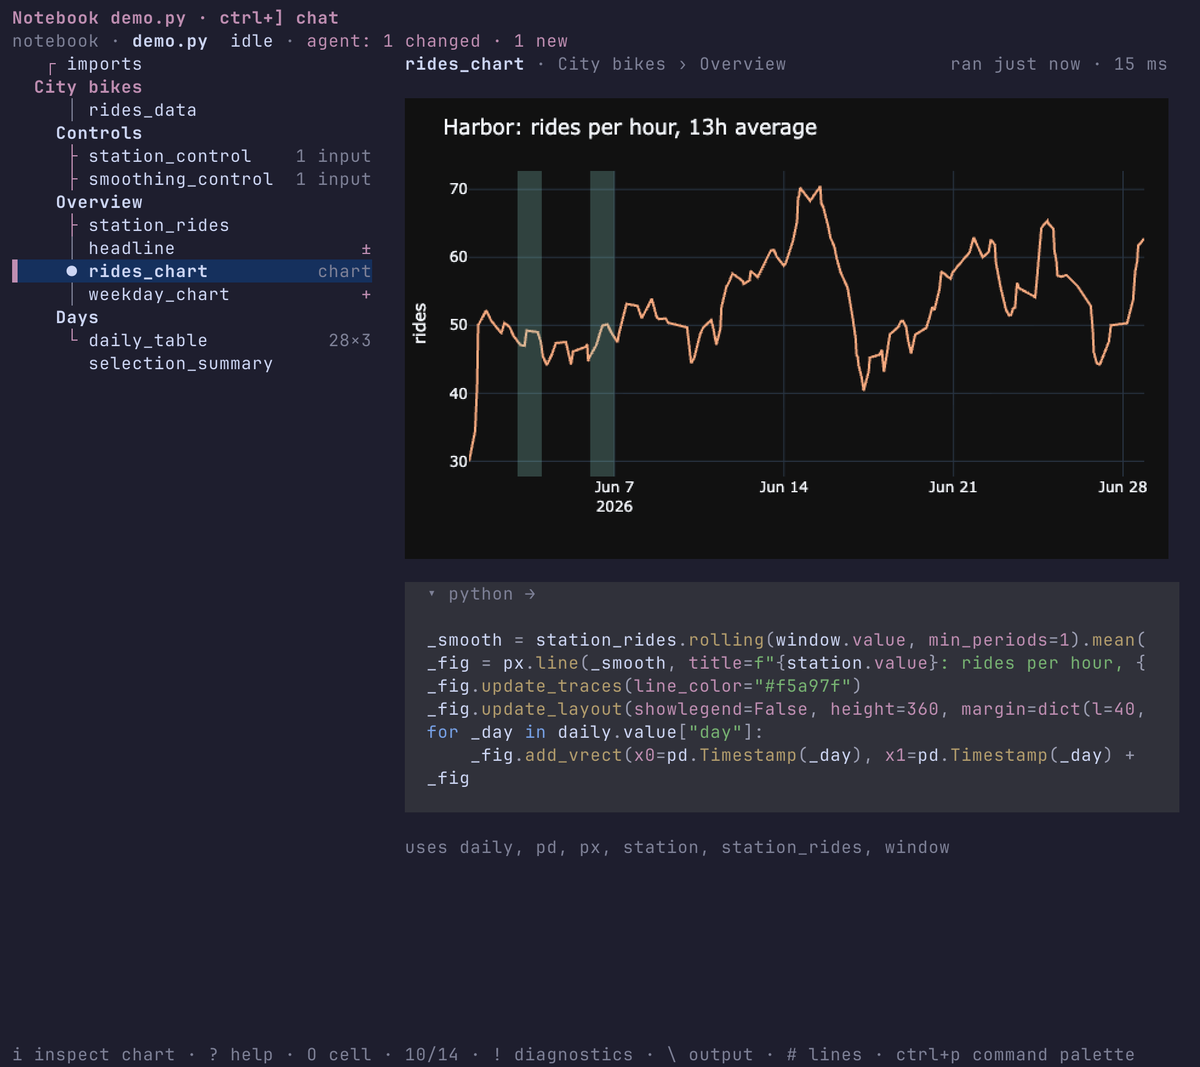 Notebook demo.py · ctrl+] chat
notebook · demo.py idle · agent: 1 changed · 1 new
imports
City bikes
rides_data
Controls
station_control 1 input
smoothing_control 1 input
Overview
station_rides
headline ±
rides_chart chart
weekday_chart +
Days
daily_table 28×3
selection_summary
rides_chart · City bikes › Overview ran just now · 15 ms
Harbor: rides per hour, 13h average
rides
70
60
50
40
30
Jun 7
2026
Jun 14
Jun 21
Jun 28
▾ python →
_smooth = station_rides.rolling(window.value, min_periods=1).mean(
_fig = px.line(_smooth, title=f"{station.value}: rides per hour, {
_fig.update_traces(line_color="#f5a97f")
_fig.update_layout(showlegend=False, height=360, margin=dict(l=40,
for _day in daily.value["day"]:
    _fig.add_vrect(x0=pd.Timestamp(_day), x1=pd.Timestamp(_day) +
_fig
uses daily, pd, px, station, station_rides, window
i inspect chart · ? help · O cell · 10/14 · ! diagnostics · \ output · # lines · ctrl+p command palette